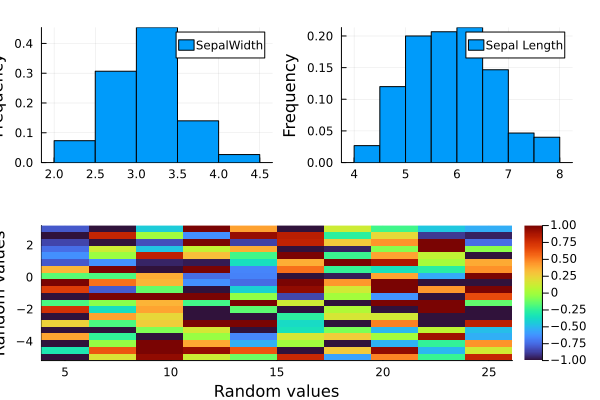 Frequency
0.4
0.3
0.2
0.1
0.0
2.0 2.5 3.0 3.5 4.0 4.5
SepalWidth
Frequency
0.20
0.15
0.10
0.05
0.00
4 5 6 7 8
Sepal Length
Random values
2
0
−2
−4
5 10 15 20 25
Random values
1.00
0.75
0.50
0.25
0
−0.25
−0.50
−0.75
−1.00